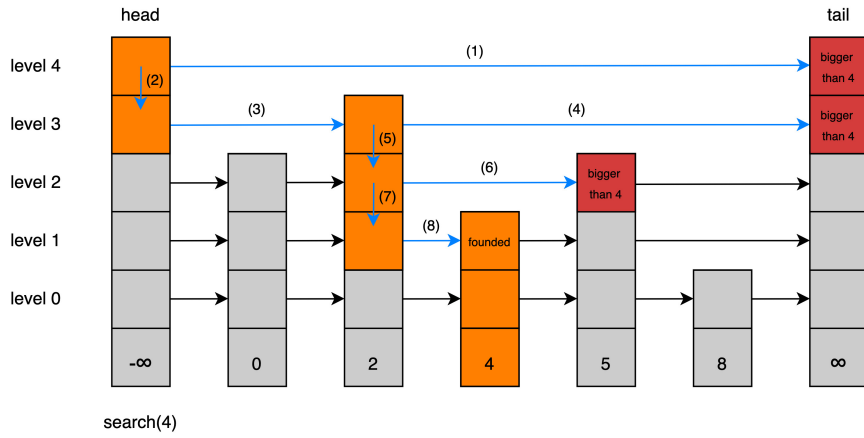 head
tail
level 4
(1)
bigger
than 4
(2)
level 3
(3)
(4)
bigger
than 4
(5)
level 2
(6)
bigger
than 4
(7)
level 1
(8)
founded
level 0
-∞
0
2
4
5
8
∞
search(4)